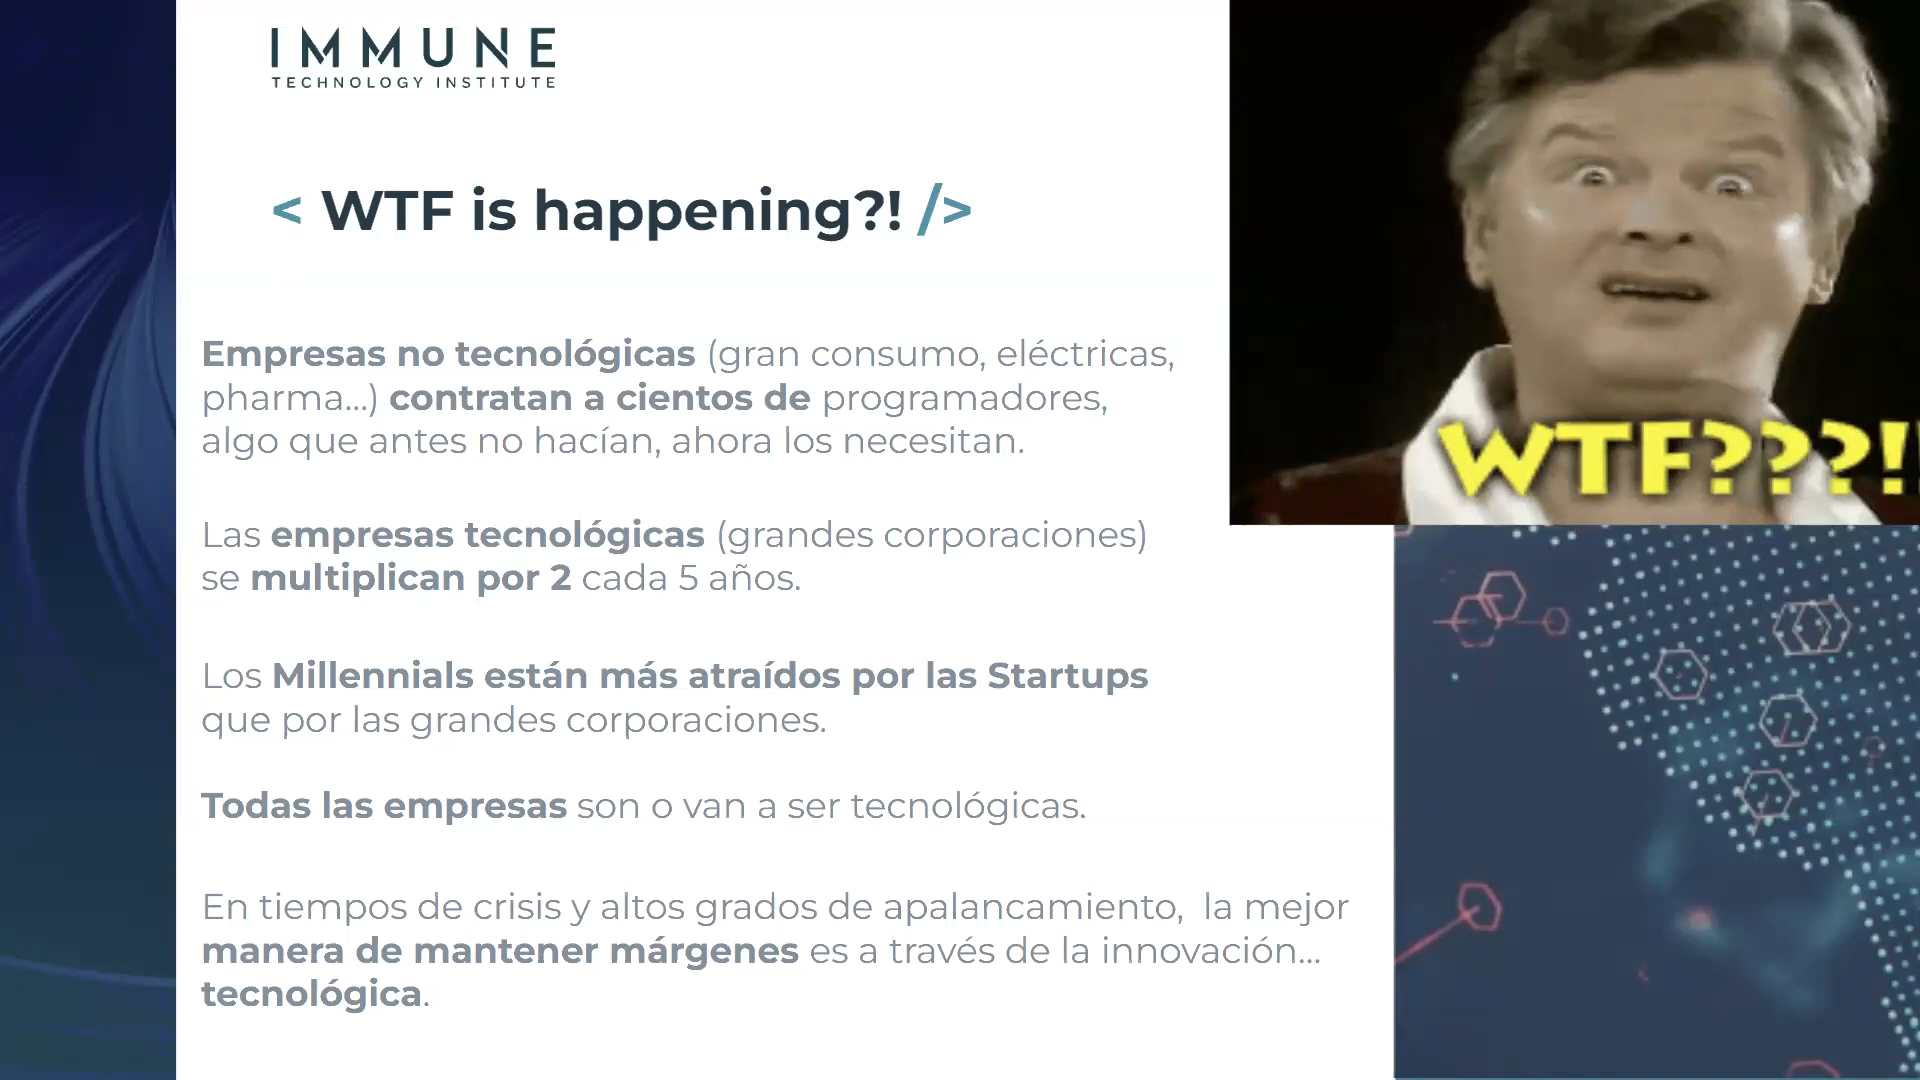 IMMUNE
TECHNOLOGY INSTITUTE
< WTF is happening?! />
Empresas no tecnológicas (gran consumo, eléctricas,
pharma...) contratan a cientos de programadores,
algo que antes no hacían, ahora los necesitan.
Las empresas tecnológicas (grandes corporaciones)
se multiplican por 2 cada 5 años.
Los Millennials están más atraídos por las Startups
que por las grandes corporaciones.
Todas las empresas son o van a ser tecnológicas.
En tiempos de crisis y altos grados de apalancamiento, la mejor
manera de mantener márgenes es a través de la innovación...
tecnológica.
WTF???!!